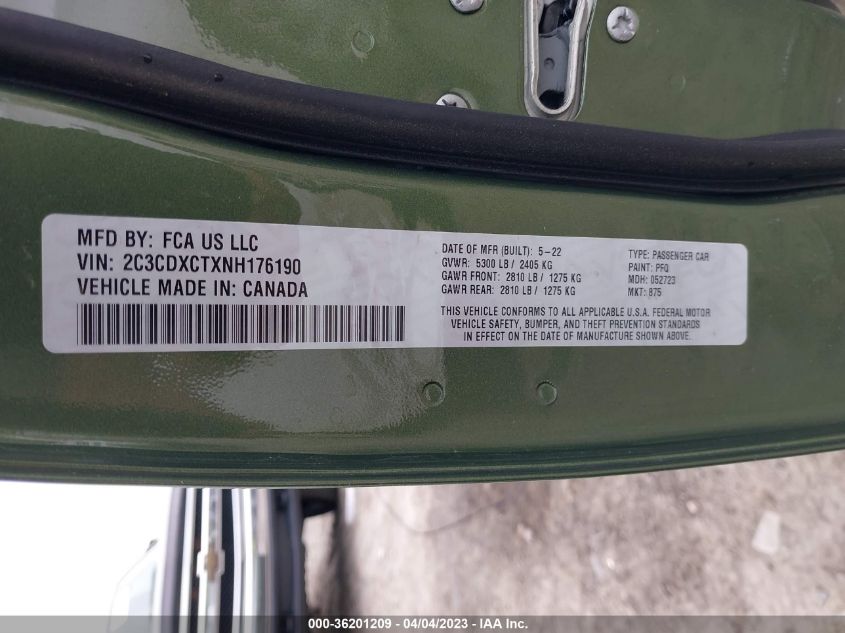 MFD BY: FCA US LLC
VIN: 2C3CDXCTXNH176190
VEHICLE MADE IN: CANADA
DATE OF MFR (BUILT): 5-22
GVWR: 5300 LB / 2405 KG
GAWR FRONT: 2810 LB / 1275 KG
GAWR REAR: 2810 LB / 1275 KG
TYPE: PASSENGER CAR
PAINT: PFQ
MDH: 052723
MKT: 875
THIS VEHICLE CONFORMS TO ALL APPLICABLE U.S.A. FEDERAL MOTOR
VEHICLE SAFETY, BUMPER, AND THEFT PREVENTION STANDARDS
IN EFFECT ON THE DATE OF MANUFACTURE SHOWN ABOVE.
000-36201209 - 04/04/2023 - IAA Inc.